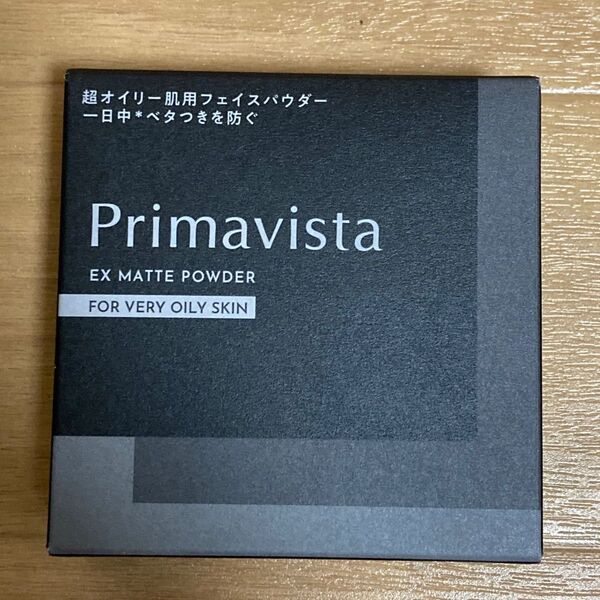 超オイリー肌用フェイスパウダー
一日中*ベタつきを防ぐ
Primavista
EX MATTE POWDER
FOR VERY OILY SKIN